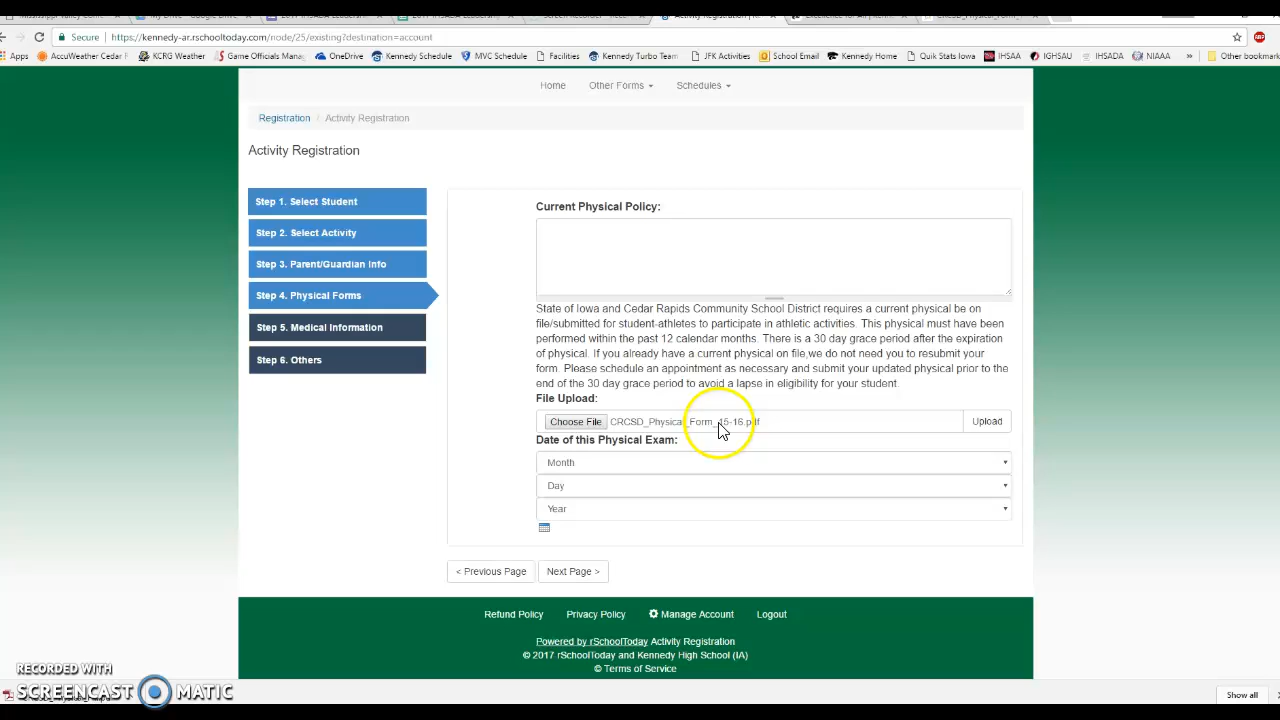 Secure https://kennedy-ar.rschooltoday.com/node/25/existing?destination=account
Apps AccuWeather Cedar KCRG Weather Game Officials Mana OneDrive Kennedy Schedule MVC Schedule Kennedy Turbo Team JFK Activities School Email Kennedy Home Quik Stats Iowa IHSAA IGHSAU IHSADA NIAAA » Other bookmark
Home Other Forms Schedules
Registration / Activity Registration
Activity Registration
Step 1. Select Student
Step 2. Select Activity
Step 3. Parent/Guardian Info
Step 4. Physical Forms
Step 5. Medical Information
Step 6. Others
Current Physical Policy:
State of Iowa and Cedar Rapids Community School District requires a current physical be on
file/submitted for student-athletes to participate in athletic activities. This physical must have been
performed within the past 12 calendar months. There is a 30 day grace period after the expiration
of physical. If you already have a current physical on file,we do not need you to resubmit your
form. Please schedule an appointment as necessary and submit your updated physical prior to the
end of the 30 day grace period to avoid a lapse in eligibility for your student.
File Upload:
Choose File CRCSD_Physical_Form_15-16.pdf Upload
Date of this Physical Exam:
Month
Day
Year
< Previous Page Next Page >
Refund Policy Privacy Policy Manage Account Logout
Powered by rSchoolToday Activity Registration
© 2017 rSchoolToday and Kennedy High School (IA)
© Terms of Service
RECORDED WITH
SCREENCAST MATIC
Show all